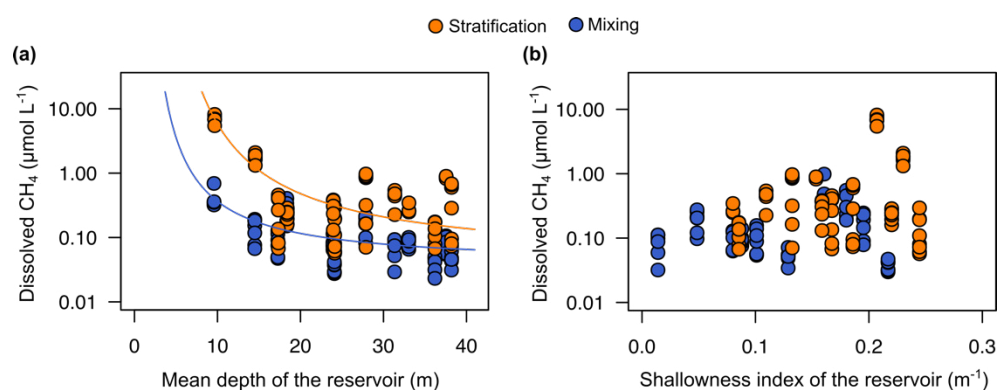 Stratification Mixing
(a)
Dissolved CH₄ (µmol L⁻¹)
10.00
1.00
0.10
0.01
0 10 20 30 40
Mean depth of the reservoir (m)
(b)
Dissolved CH₄ (µmol L⁻¹)
10.00
1.00
0.10
0.01
0.0 0.1 0.2 0.3
Shallowness index of the reservoir (m⁻¹)